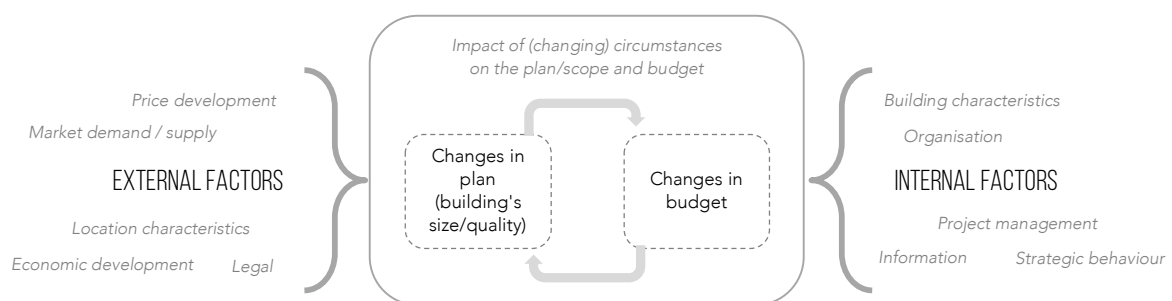 Impact of (changing) circumstances
on the plan/scope and budget
Price development
Market demand / supply
EXTERNAL FACTORS
Location characteristics
Economic development
Legal
Changes in
plan
(building's
size/quality)
Changes in
budget
Building characteristics
Organisation
INTERNAL FACTORS
Project management
Information
Strategic behaviour